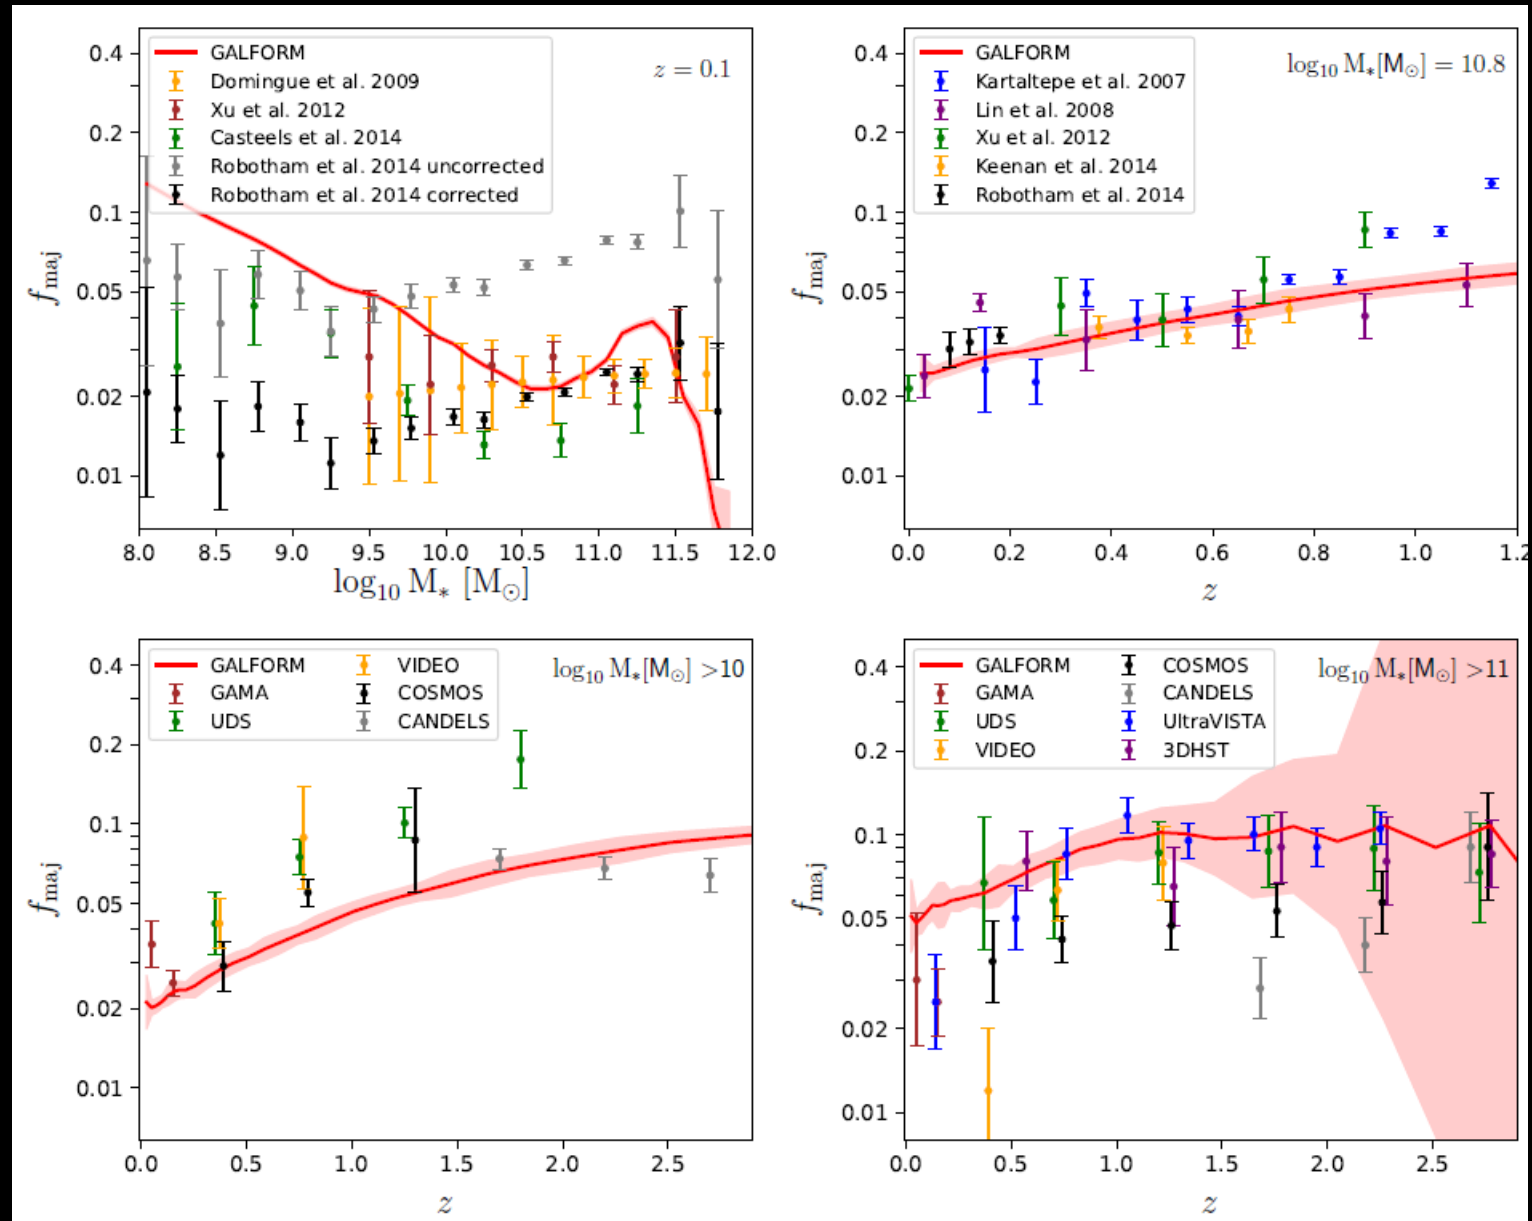 GALFORM
Domingue et al. 2009
Xu et al. 2012
Casteels et al. 2014
Robotham et al. 2014 uncorrected
Robotham et al. 2014 corrected
z = 0.1
0.4
0.2
0.1
0.05
0.02
0.01
f_maj
8.0 8.5 9.0 9.5 10.0 10.5 11.0 11.5 12.0
log₁₀ M* [M⊙]
GALFORM
Kartaltepe et al. 2007
Lin et al. 2008
Xu et al. 2012
Keenan et al. 2014
Robotham et al. 2014
log₁₀ M*[M⊙] = 10.8
0.4
0.2
0.1
0.05
0.02
0.01
f_maj
0.0 0.2 0.4 0.6 0.8 1.0 1.2
z
GALFORM VIDEO
GAMA COSMOS
UDS CANDELS
log₁₀ M*[M⊙] >10
0.4
0.2
0.1
0.05
0.02
0.01
f_maj
0.0 0.5 1.0 1.5 2.0 2.5
z
GALFORM COSMOS
GAMA CANDELS
UDS UltraVISTA
VIDEO 3DHST
log₁₀ M*[M⊙] >11
0.4
0.2
0.1
0.05
0.02
0.01
f_maj
0.0 0.5 1.0 1.5 2.0 2.5
z